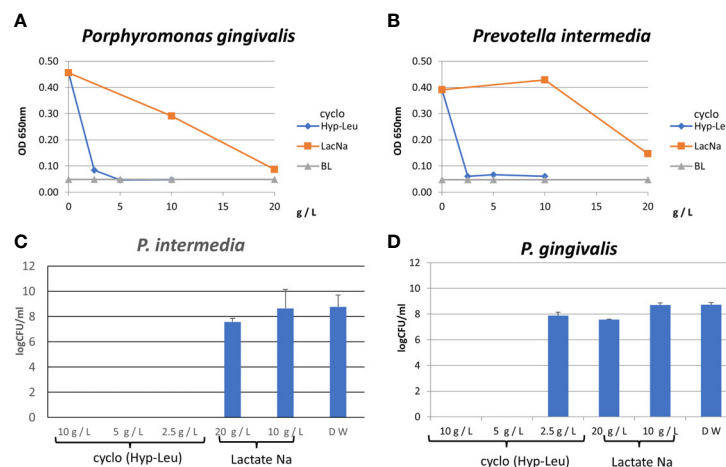 A
Porphyromonas gingivalis
0.50
0.40
0.30
0.20
0.10
0.00
OD 650nm
0
5
10
20
g / L
cyclo
Hyp-Leu
LacNa
BL
B
Prevotella intermedia
0.50
0.40
0.30
0.20
0.10
0.00
OD 650nm
0
5
10
20
g / L
cyclo
Hyp-Le
LacNa
BL
C
P. intermedia
12
10
8
6
4
2
0
logCFU/ml
10 g / L
5 g / L
2.5 g / L
20 g / L
10 g / L
D W
cyclo (Hyp-Leu)
Lactate Na
D
P. gingivalis
12
10
8
6
4
2
0
logCFU/ml
10 g / L
5 g / L
2.5 g / L
20 g / L
10 g / L
D W
cyclo (Hyp-Leu)
Lactate Na